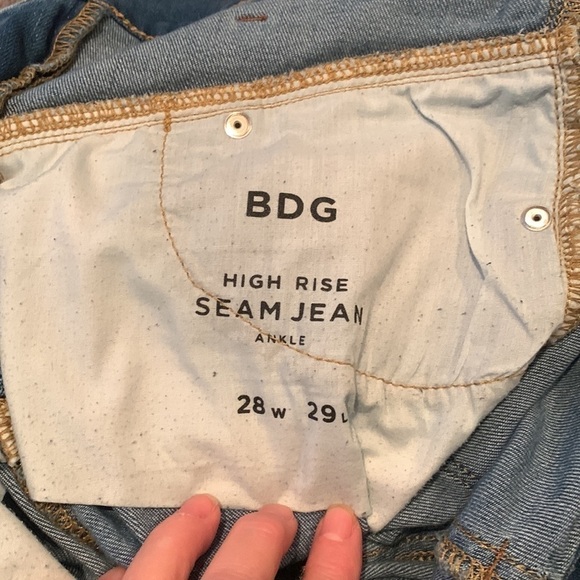 BDG
HIGH RISE
SEAM JEAN
ANKLE
28 W 29 L